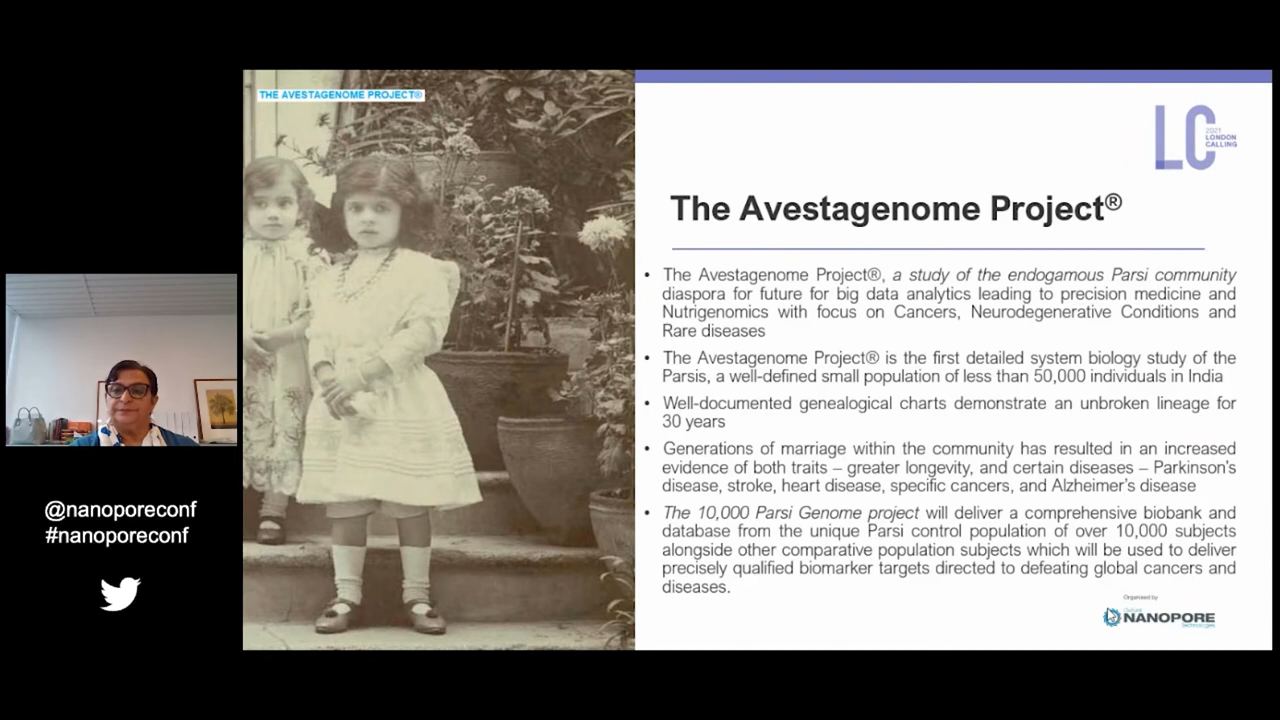 THE AVESTAGENOME PROJECT®
LC
2021
LONDON
CALLING
The Avestagenome Project®
• The Avestagenome Project®, a study of the endogamous Parsi community
diaspora for future for big data analytics leading to precision medicine and
Nutrigenomics with focus on Cancers, Neurodegenerative Conditions and
Rare diseases
• The Avestagenome Project® is the first detailed system biology study of the
Parsis, a well-defined small population of less than 50,000 individuals in India
• Well-documented genealogical charts demonstrate an unbroken lineage for
30 years
• Generations of marriage within the community has resulted in an increased
evidence of both traits – greater longevity, and certain diseases – Parkinson's
disease, stroke, heart disease, specific cancers, and Alzheimer's disease
• The 10,000 Parsi Genome project will deliver a comprehensive biobank and
database from the unique Parsi control population of over 10,000 subjects
alongside other comparative population subjects which will be used to deliver
precisely qualified biomarker targets directed to defeating global cancers and
diseases.
Organised by
Oxford
NANOPORE
Technologies
@nanoporeconf
#nanoporeconf